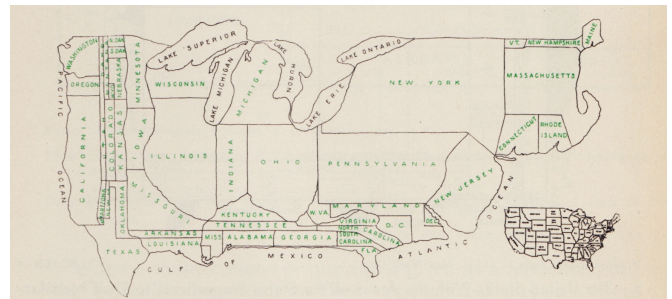 WASHINGTON
OREGON
CALIFORNIA
PACIFIC
OCEAN
N. DAK
S. DAK
NEBRASKA
COLORADO
KANSAS
OKLAHOMA
TEXAS
MINNESOTA
IOWA
MISSOURI
ARKANSAS
LOUISIANA
WISCONSIN
ILLINOIS
LAKE SUPERIOR
LAKE MICHIGAN
MICHIGAN
LAKE
HURON
LAKE ERIE
LAKE ONTARIO
INDIANA
OHIO
KENTUCKY
TENNESSEE
MISS
ALABAMA
GEORGIA
FLA
W.VA
VIRGINIA
NORTH
CAROLINA
SOUTH
CAROLINA
D.C
MARYLAND
DEL
PENNSYLVANIA
NEW JERSEY
NEW YORK
VT.
NEW HAMPSHIRE
MAINE
MASSACHUSETTS
CONNECTICUT
RHODE
ISLAND
GULF OF MEXICO
ATLANTIC OCEAN